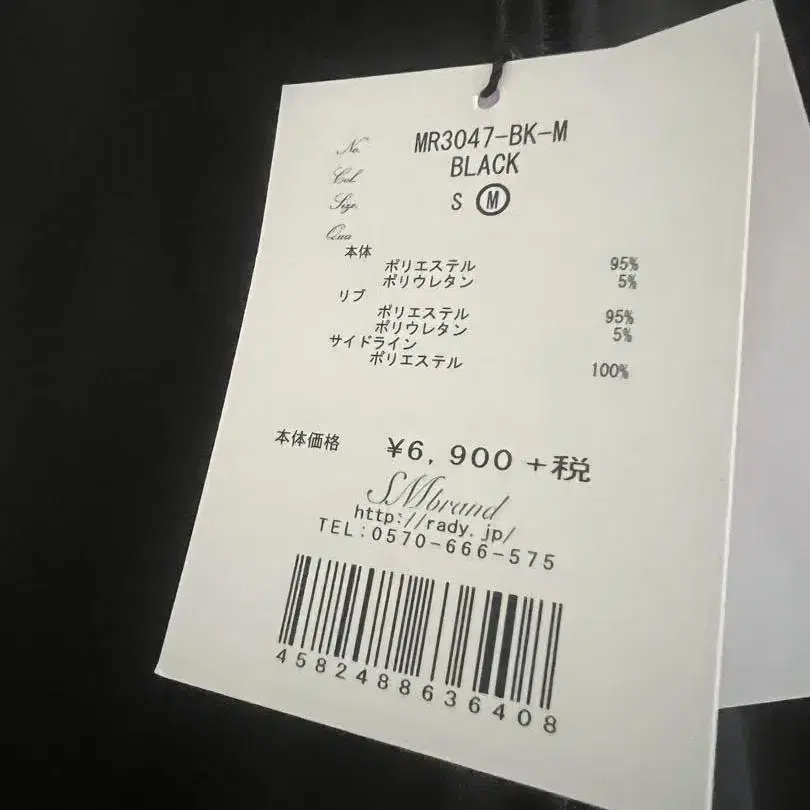 No. MR3047-BK-M
Col. BLACK
Size. S M
Qua
本体
ポリエステル 95%
ポリウレタン 5%
リブ
ポリエステル 95%
ポリウレタン 5%
サイドライン
ポリエステル 100%
本体価格 ¥6,900 +税
SMbrand
http://rady.jp/
TEL:0570-666-575
4582488636408